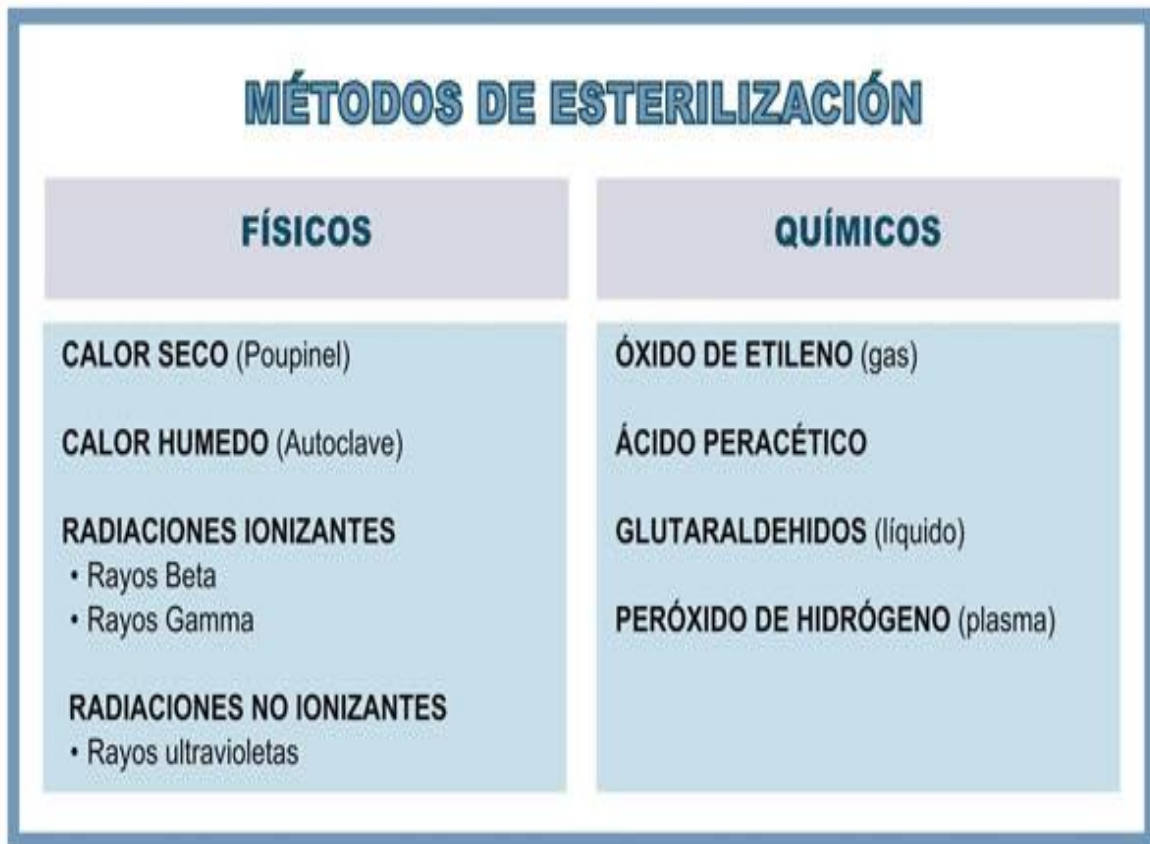 MÉTODOS DE ESTERILIZACIÓN
FÍSICOS
CALOR SECO (Poupinel)
CALOR HUMEDO (Autoclave)
RADIACIONES IONIZANTES
• Rayos Beta
• Rayos Gamma
RADIACIONES NO IONIZANTES
• Rayos ultravioletas
QUÍMICOS
ÓXIDO DE ETILENO (gas)
ÁCIDO PERACÉTICO
GLUTARALDEHIDOS (líquido)
PERÓXIDO DE HIDRÓGENO (plasma)